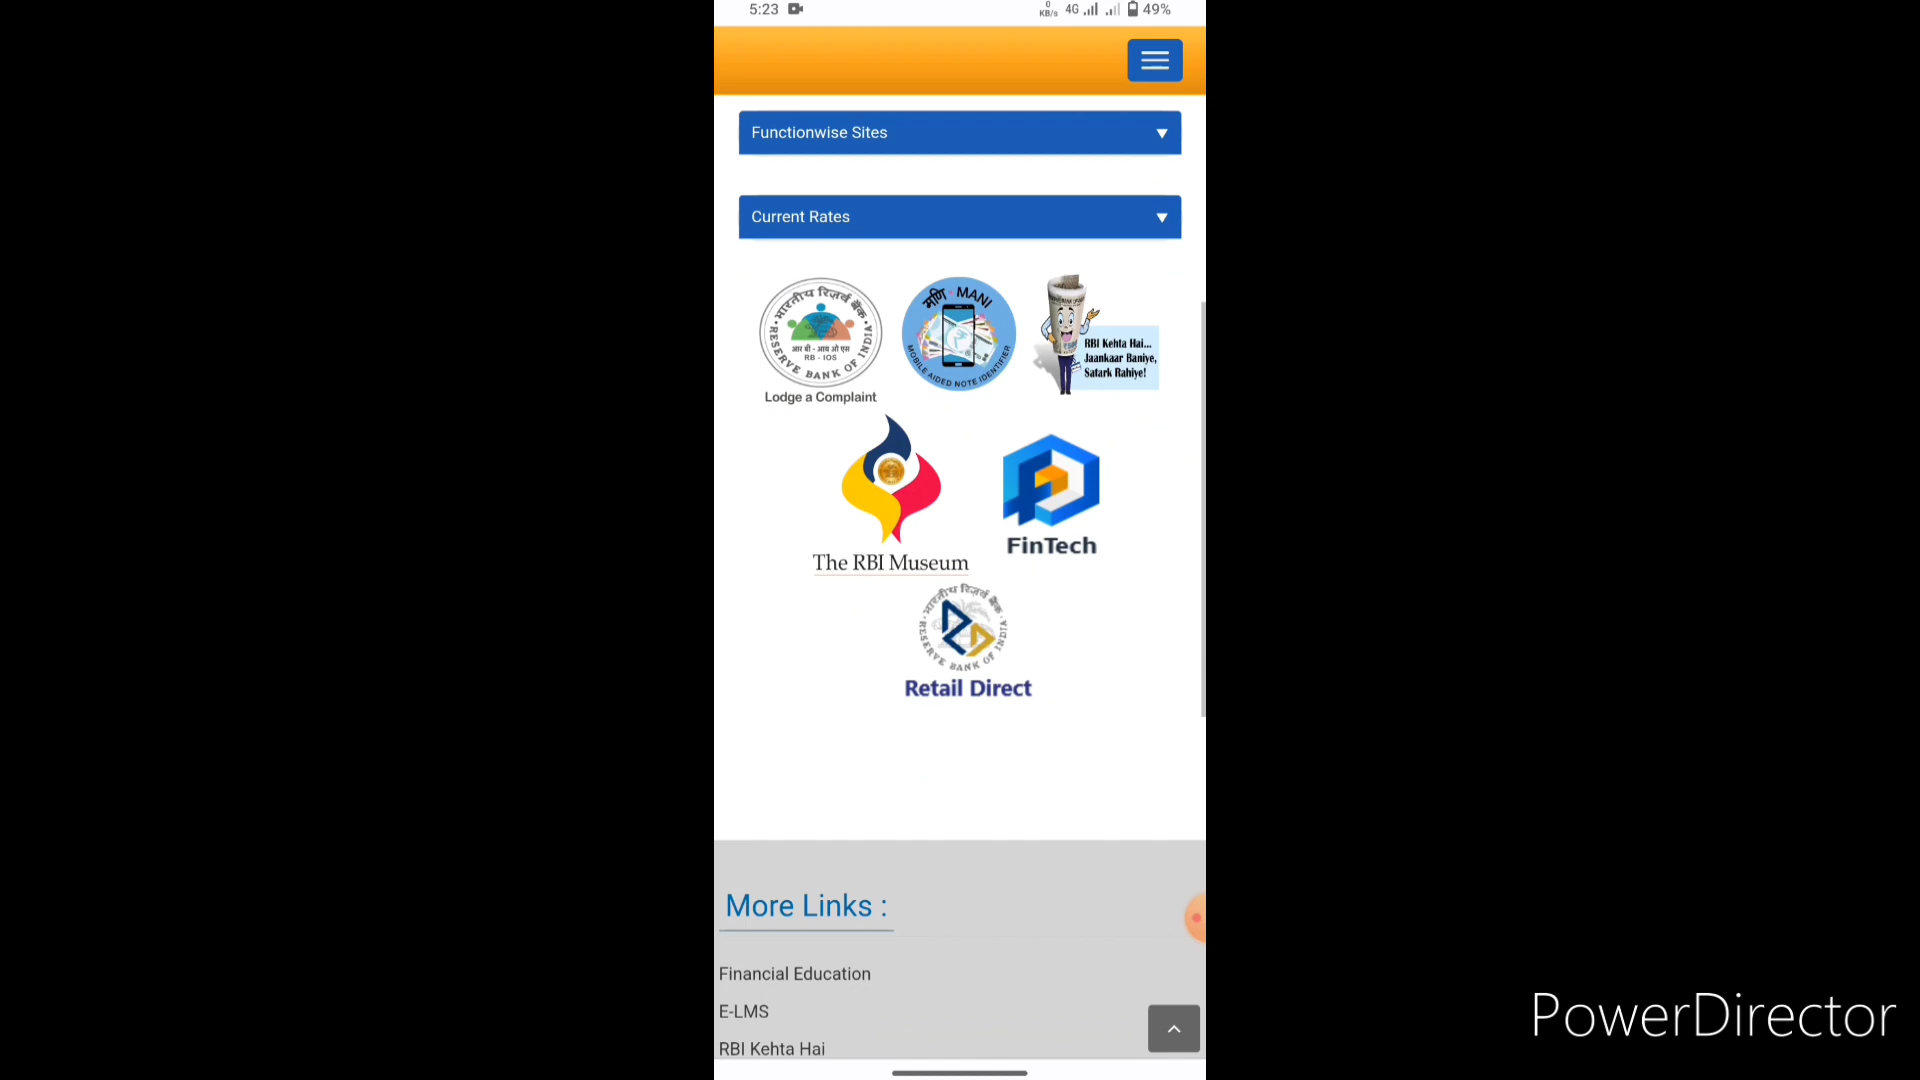 5:23
0
KB/s 4G 49%
Functionwise Sites
Current Rates
भारतीय रिज़र्व बैंक
आर बी - आय ओ एस
RB - IOS
RESERVE BANK OF INDIA
Lodge a Complaint
मणि MANI
MOBILE AIDED NOTE IDENTIFIER
RBI Kehta Hai...
Jaankaar Baniye,
Satark Rahiye!
The RBI Museum
FinTech
भारतीय रिज़र्व बैंक
RESERVE BANK OF INDIA
Retail Direct
More Links :
Financial Education
E-LMS
RBI Kehta Hai
PowerDirector